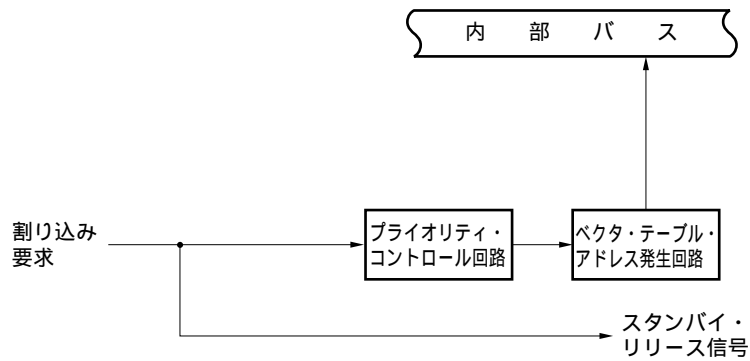 内部バス
割り込み
要求
プライオリティ・
コントロール回路
ベクタ・テーブル・
アドレス発生回路
スタンバイ・
リリース信号